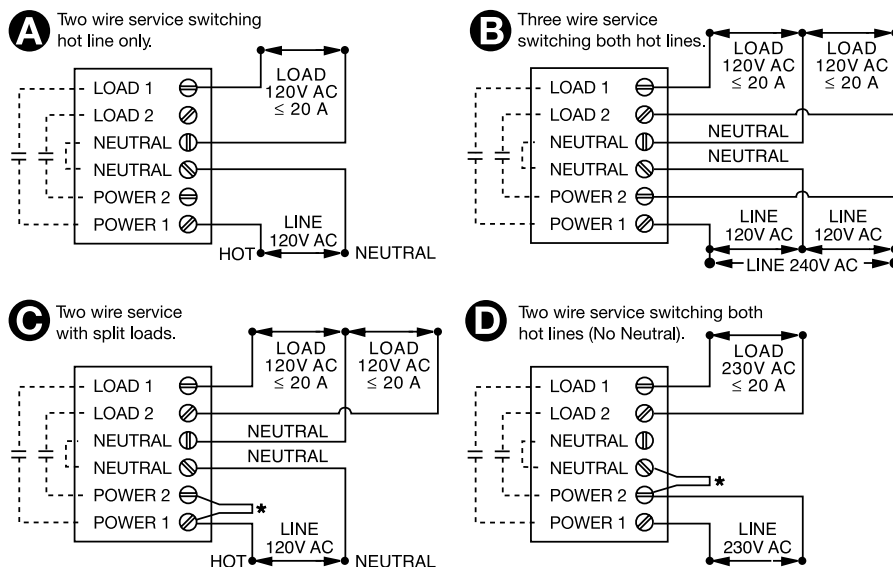 A Two wire service switching
hot line only.
LOAD 1
LOAD 2
NEUTRAL
NEUTRAL
POWER 2
POWER 1
LOAD
120V AC
≤ 20 A
LINE
120V AC
HOT
NEUTRAL
B Three wire service
switching both hot lines.
LOAD 1
LOAD 2
NEUTRAL
NEUTRAL
POWER 2
POWER 1
LOAD
120V AC
≤ 20 A
LOAD
120V AC
≤ 20 A
NEUTRAL
NEUTRAL
LINE
120V AC
LINE
120V AC
LINE 240V AC
C Two wire service
with split loads.
LOAD 1
LOAD 2
NEUTRAL
NEUTRAL
POWER 2
POWER 1
LOAD
120V AC
≤ 20 A
LOAD
120V AC
≤ 20 A
NEUTRAL
NEUTRAL
*
LINE
120V AC
HOT
NEUTRAL
D Two wire service switching both
hot lines (No Neutral).
LOAD 1
LOAD 2
NEUTRAL
NEUTRAL
POWER 2
POWER 1
LOAD
230V AC
≤ 20 A
*
LINE
230V AC